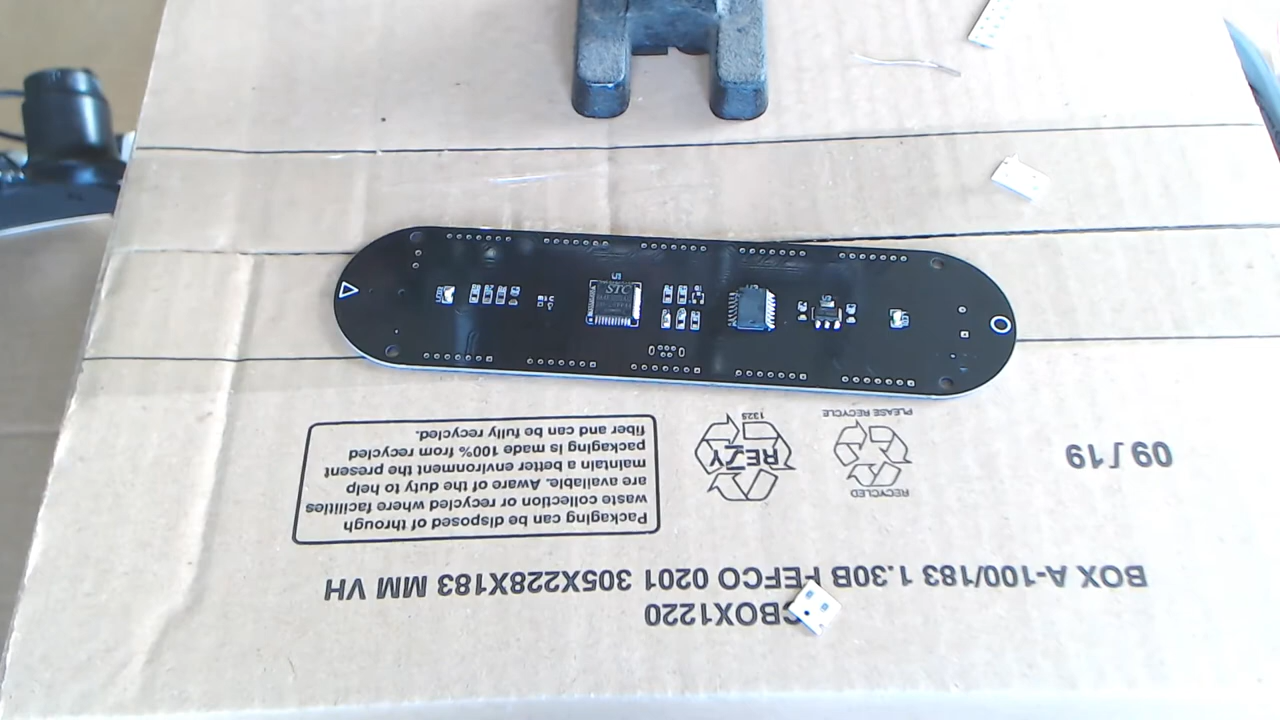 STC
Packaging can be disposed of through
waste collection or recycled where facilities
are available. Aware of the duty to help
maintain a better environment the present
packaging is made 100% from recycled
fiber and can be fully recycled.
RECYCLED
PLEASE RECYCLE
REZY
1325
09 / 19
BOX A-100/183 1.30B FEFCO 0201 305X228X183 MM VH
CBOX1220